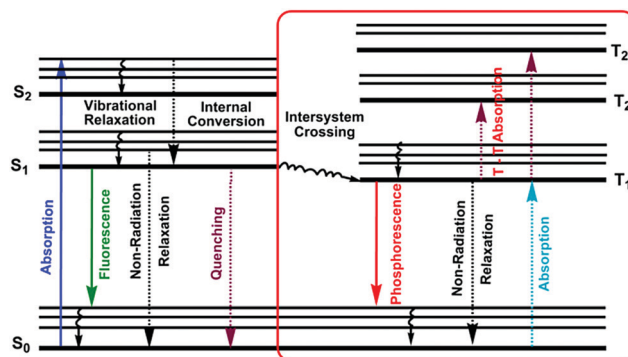 T2
S2
Vibrational
Relaxation
Internal
Conversion
Intersystem
Crossing
T - T Absorption
T2
S1
T1
Absorption
Fluorescence
Non-Radiation
Relaxation
Quenching
Phosphorescence
Non-Radiation
Relaxation
Absorption
S0